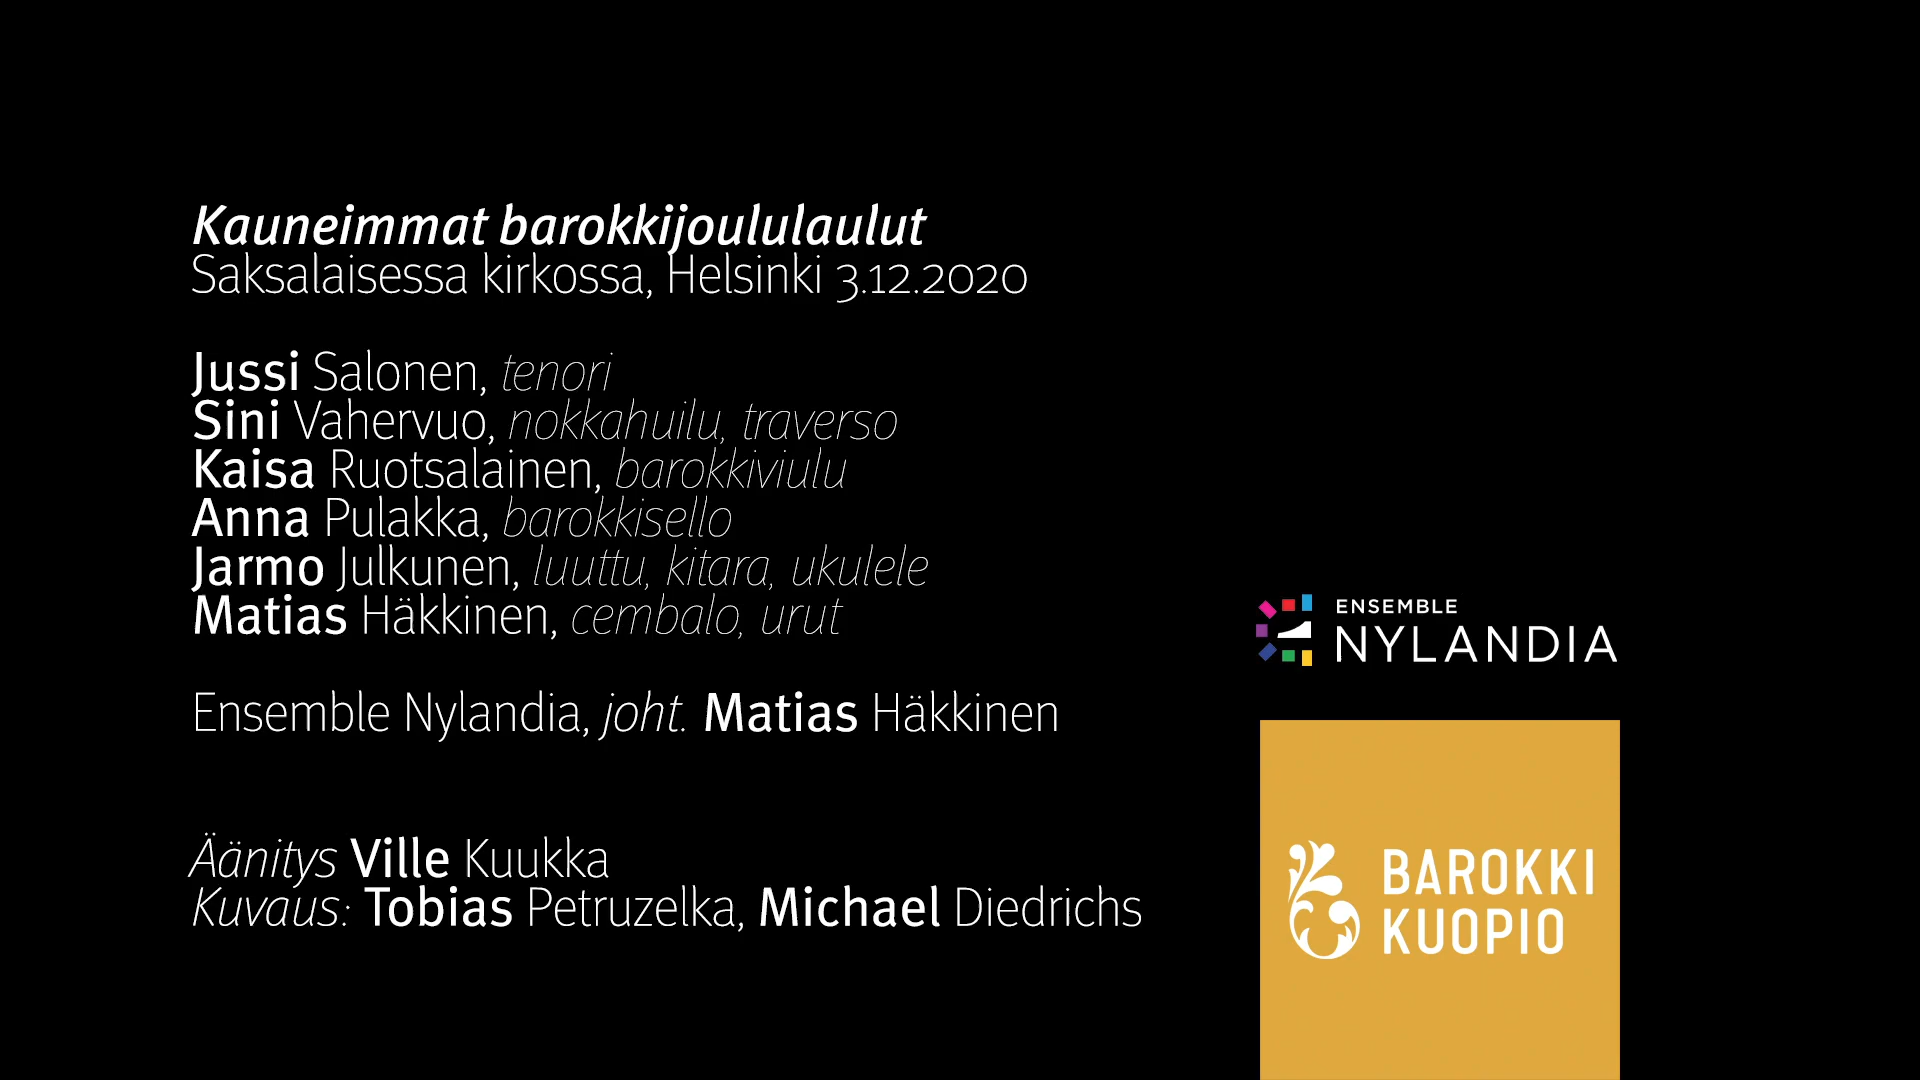 Kauneimmat barokkijoululaulut
Saksalaisessa kirkossa, Helsinki 3.12.2020
Jussi Salonen, tenori
Sini Vahervuo, nokkahuilu, traverso
Kaisa Ruotsalainen, barokkiviulu
Anna Pulakka, barokkisello
Jarmo Julkunen, luuttu, kitara, ukulele
Matias Häkkinen, cembalo, urut
Ensemble Nylandia, joht. Matias Häkkinen
Äänitys Ville Kuukka
Kuvaus: Tobias Petruzelka, Michael Diedrichs
ENSEMBLE
NYLANDIA
BAROKKI
KUOPIO